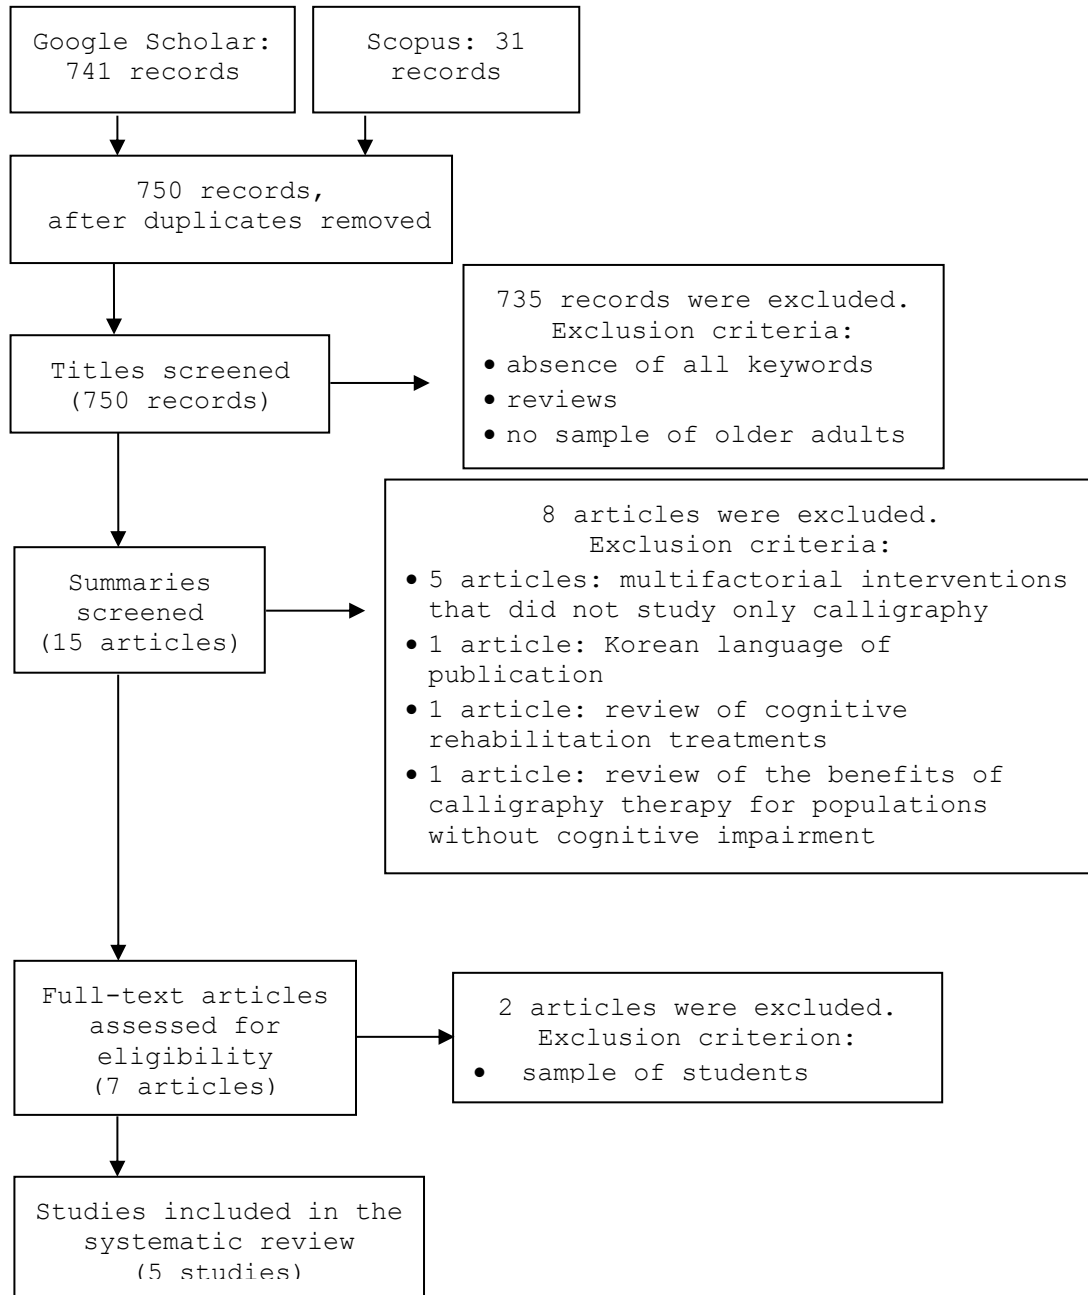 Google Scholar:
741 records
Scopus: 31
records
750 records,
after duplicates removed
Titles screened
(750 records)
735 records were excluded.
Exclusion criteria:
• absence of all keywords
• reviews
• no sample of older adults
Summaries
screened
(15 articles)
8 articles were excluded.
Exclusion criteria:
• 5 articles: multifactorial interventions
that did not study only calligraphy
• 1 article: Korean language of
publication
• 1 article: review of cognitive
rehabilitation treatments
• 1 article: review of the benefits of
calligraphy therapy for populations
without cognitive impairment
Full-text articles
assessed for
eligibility
(7 articles)
2 articles were excluded.
Exclusion criterion:
• sample of students
Studies included in the
systematic review
(5 studies)